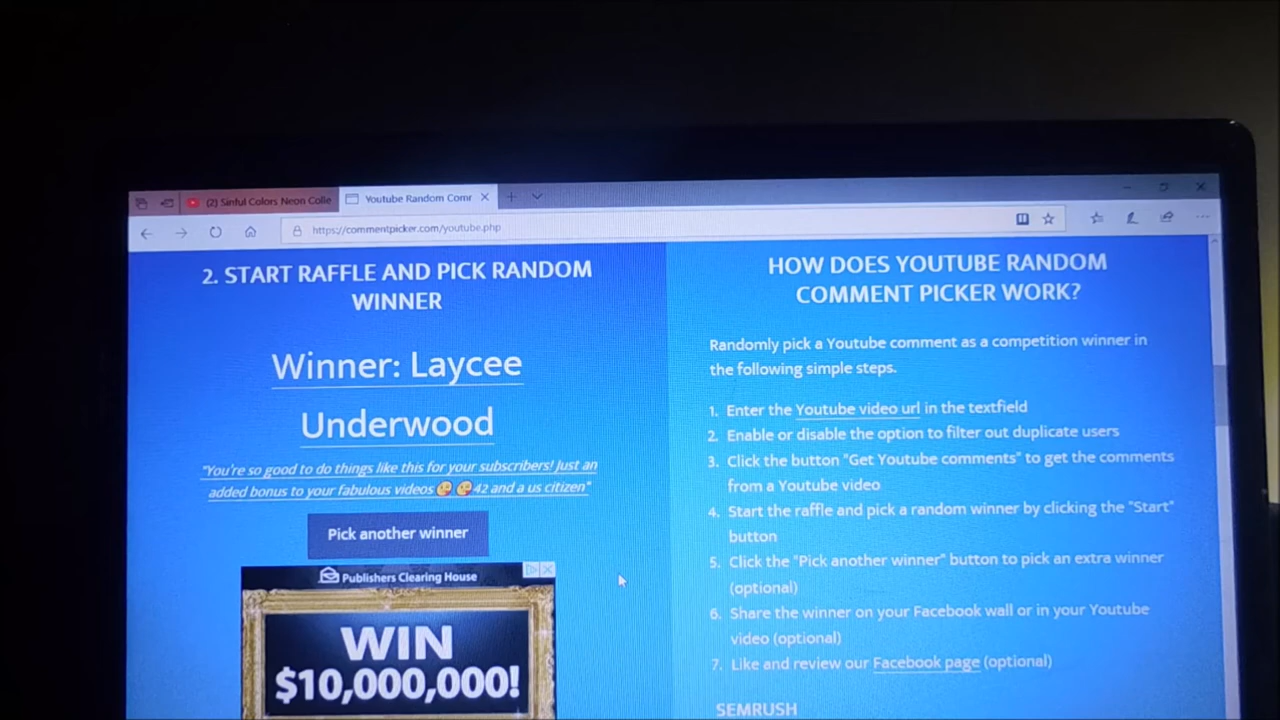 (2) Sinful Colors Neon Colle
Youtube Random Comr
https://commentpicker.com/youtube.php
2. START RAFFLE AND PICK RANDOM
WINNER
Winner: Laycee
Underwood
"You're so good to do things like this for your subscribers! Just an
added bonus to your fabulous videos 😘 😘 42 and a us citizen"
Pick another winner
Publishers Clearing House
WIN
$10,000,000!
HOW DOES YOUTUBE RANDOM
COMMENT PICKER WORK?
Randomly pick a Youtube comment as a competition winner in
the following simple steps.
1. Enter the Youtube video url in the textfield
2. Enable or disable the option to filter out duplicate users
3. Click the button "Get Youtube comments" to get the comments
from a Youtube video
4. Start the raffle and pick a random winner by clicking the "Start"
button
5. Click the "Pick another winner" button to pick an extra winner
(optional)
6. Share the winner on your Facebook wall or in your Youtube
video (optional)
7. Like and review our Facebook page (optional)
SEMRUSH